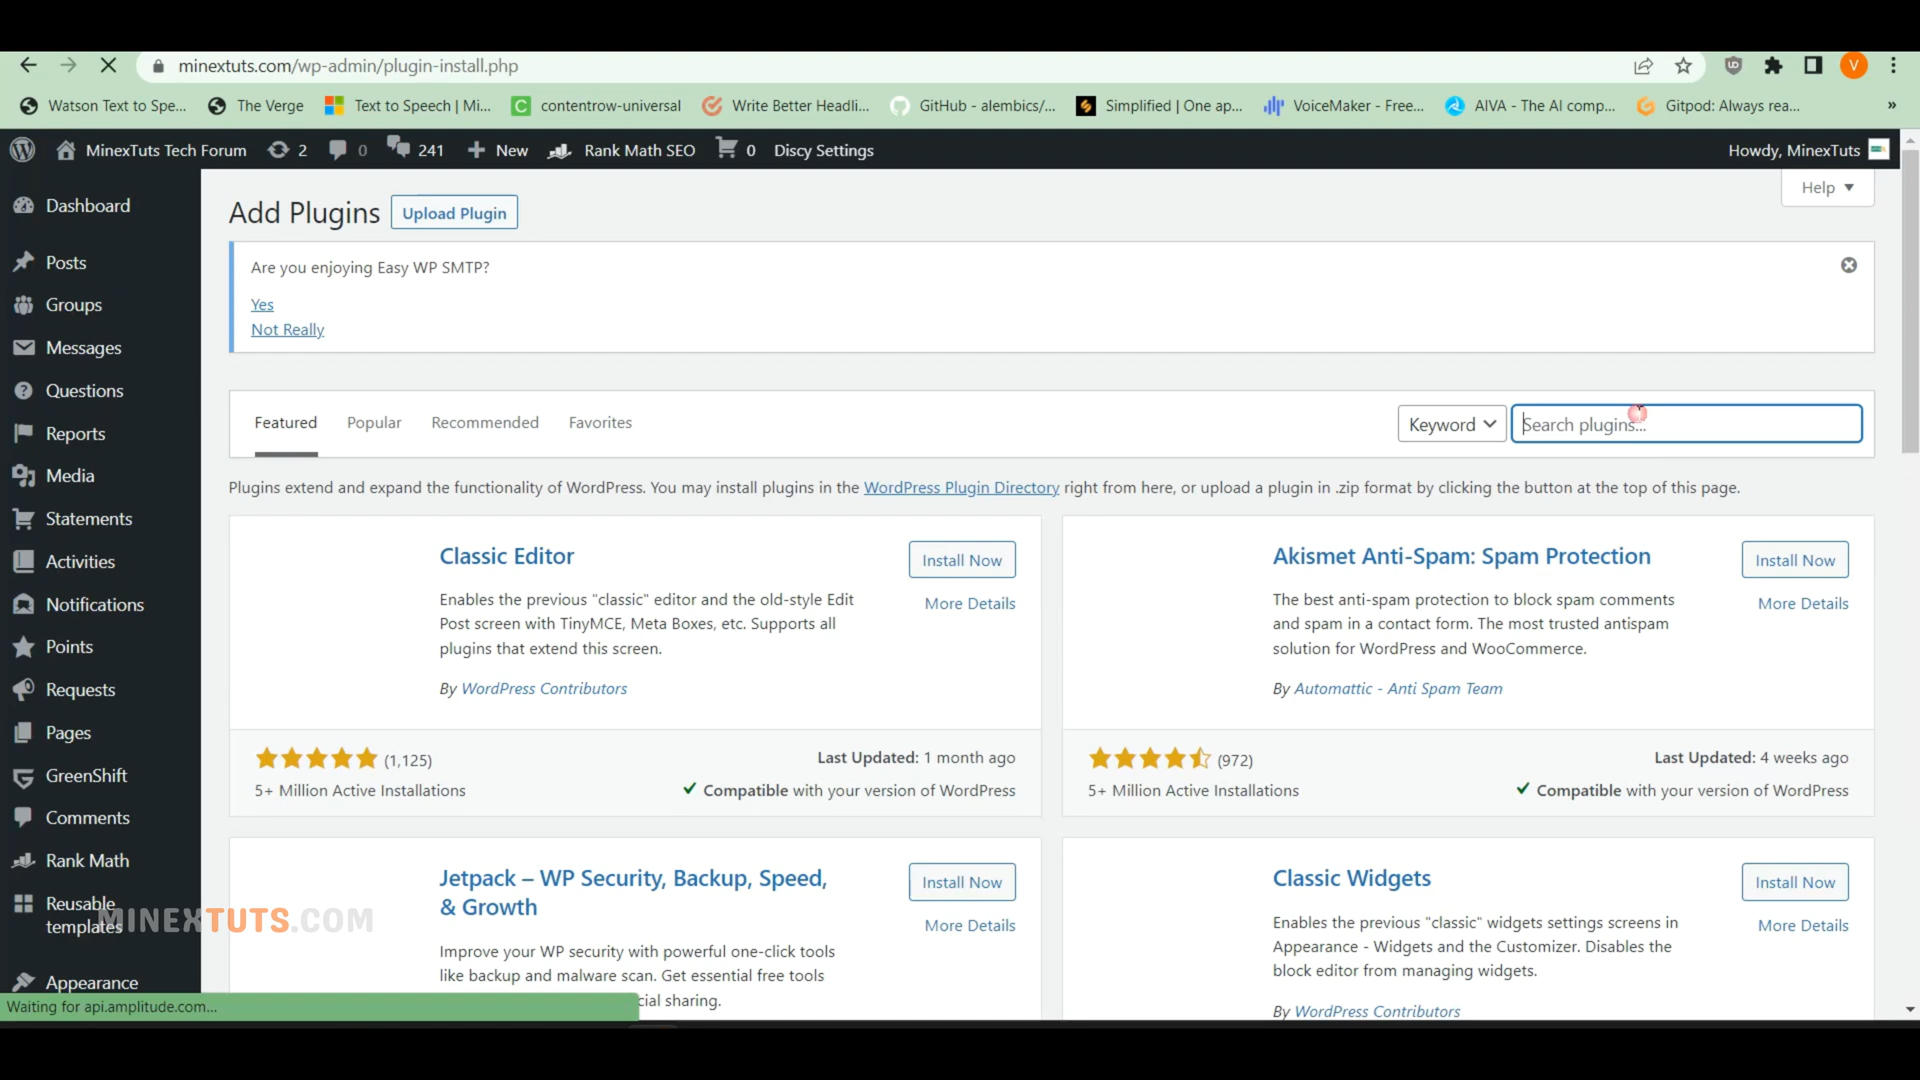 minextuts.com/wp-admin/plugin-install.php
V
Watson Text to Spe...
The Verge
Text to Speech | Mi...
contentrow-universal
Write Better Headli...
GitHub - alembics/...
Simplified | One ap...
VoiceMaker - Free...
AIVA - The AI comp...
Gitpod: Always rea...
»
MinexTuts Tech Forum
2
0
241
New
Rank Math SEO
0
Discy Settings
Howdy, MinexTuts
Help
Dashboard
Posts
Groups
Messages
Questions
Reports
Media
Statements
Activities
Notifications
Points
Requests
Pages
GreenShift
Comments
Rank Math
Reusable
templates
Appearance
Add Plugins
Upload Plugin
Are you enjoying Easy WP SMTP?
Yes
Not Really
Featured
Popular
Recommended
Favorites
Keyword
Search plugins...
Plugins extend and expand the functionality of WordPress. You may install plugins in the WordPress Plugin Directory right from here, or upload a plugin in .zip format by clicking the button at the top of this page.
Classic Editor
Install Now
More Details
Enables the previous "classic" editor and the old-style Edit
Post screen with TinyMCE, Meta Boxes, etc. Supports all
plugins that extend this screen.
By WordPress Contributors
(1,125)
Last Updated: 1 month ago
5+ Million Active Installations
Compatible with your version of WordPress
Akismet Anti-Spam: Spam Protection
Install Now
More Details
The best anti-spam protection to block spam comments
and spam in a contact form. The most trusted antispam
solution for WordPress and WooCommerce.
By Automattic - Anti Spam Team
(972)
Last Updated: 4 weeks ago
5+ Million Active Installations
Compatible with your version of WordPress
Jetpack – WP Security, Backup, Speed,
& Growth
Install Now
More Details
Improve your WP security with powerful one-click tools
like backup and malware scan. Get essential free tools
cial sharing.
Classic Widgets
Install Now
More Details
Enables the previous "classic" widgets settings screens in
Appearance - Widgets and the Customizer. Disables the
block editor from managing widgets.
By WordPress Contributors
MINEXTUTS.COM
Waiting for api.amplitude.com...